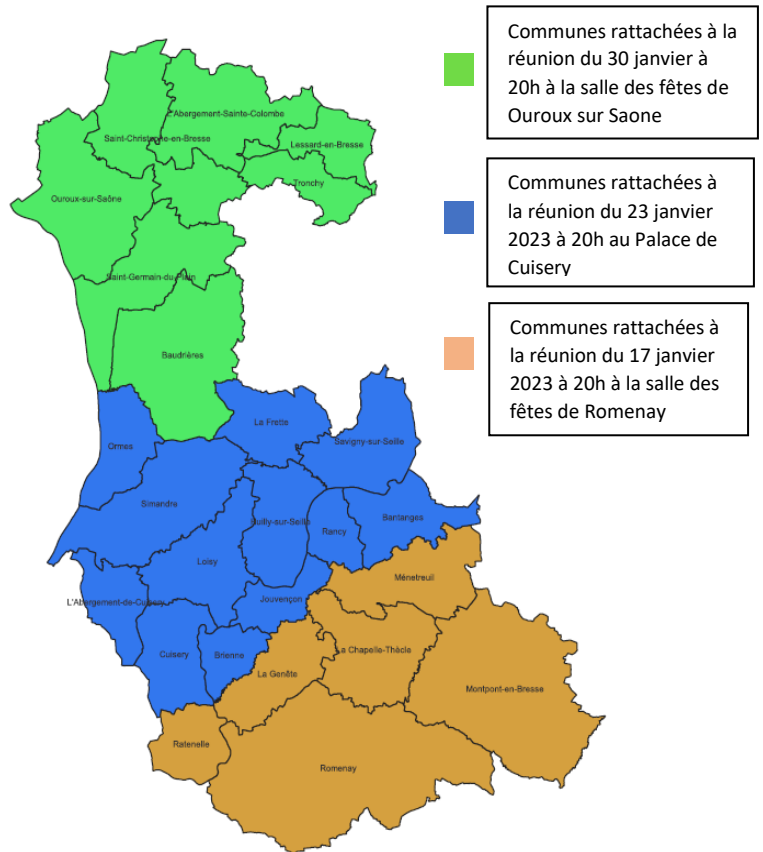 Communes rattachées à la
réunion du 30 janvier à
20h à la salle des fêtes de
Ouroux sur Saone
Communes rattachées à
la réunion du 23 janvier
2023 à 20h au Palace de
Cuisery
Communes rattachées à
la réunion du 17 janvier
2023 à 20h à la salle des
fêtes de Romenay
L'Abergement-Sainte-Colombe
Saint-Christophe-en-Bresse
Lessard-en-Bresse
Tronchy
Ouroux-sur-Saône
Saint-Germain-du-Plain
Baudrières
La Frette
Ormes
Savigny-sur-Seille
Simandre
Huilly-sur-Seille
Rancy
Bantanges
Loisy
Ménetreuil
L'Abergement-de-Cuisery
Jouvençon
Cuisery
Brienne
La Chapelle-Thècle
La Genête
Montpont-en-Bresse
Ratenelle
Romenay